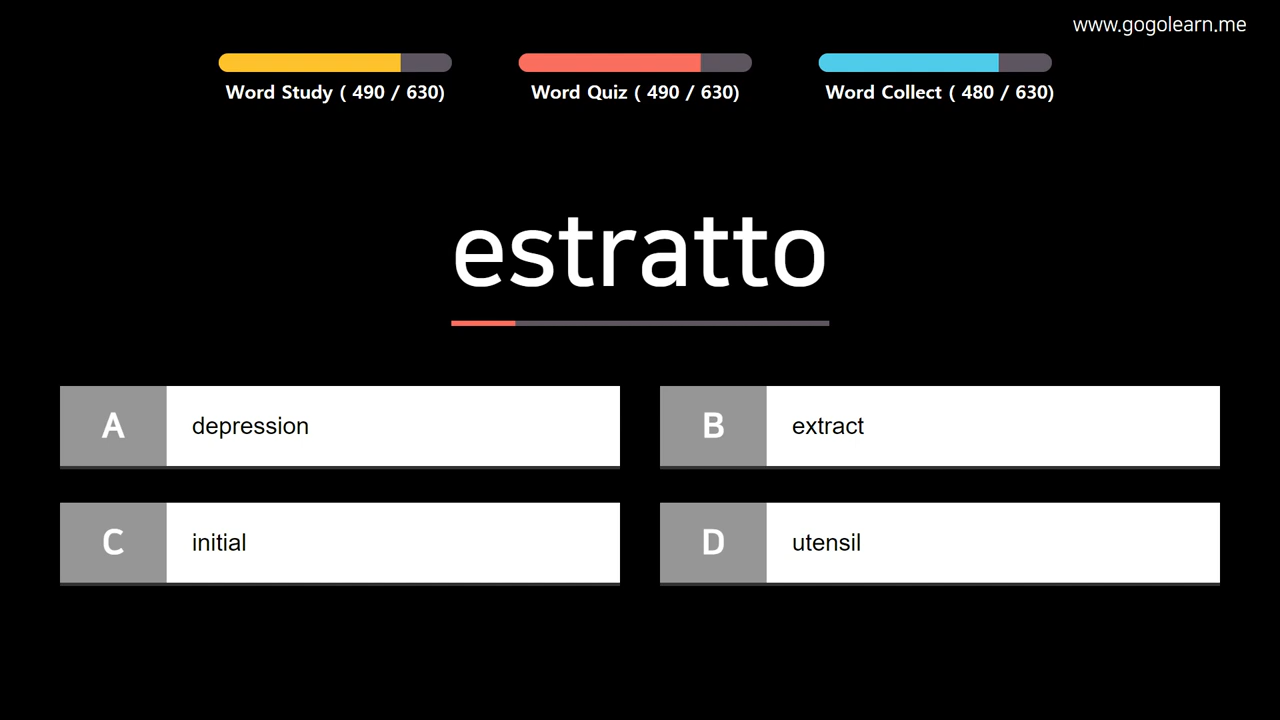 www.gogolearn.me
Word Study ( 490 / 630)
Word Quiz ( 490 / 630)
Word Collect ( 480 / 630)
estratto
A depression
B extract
C initial
D utensil